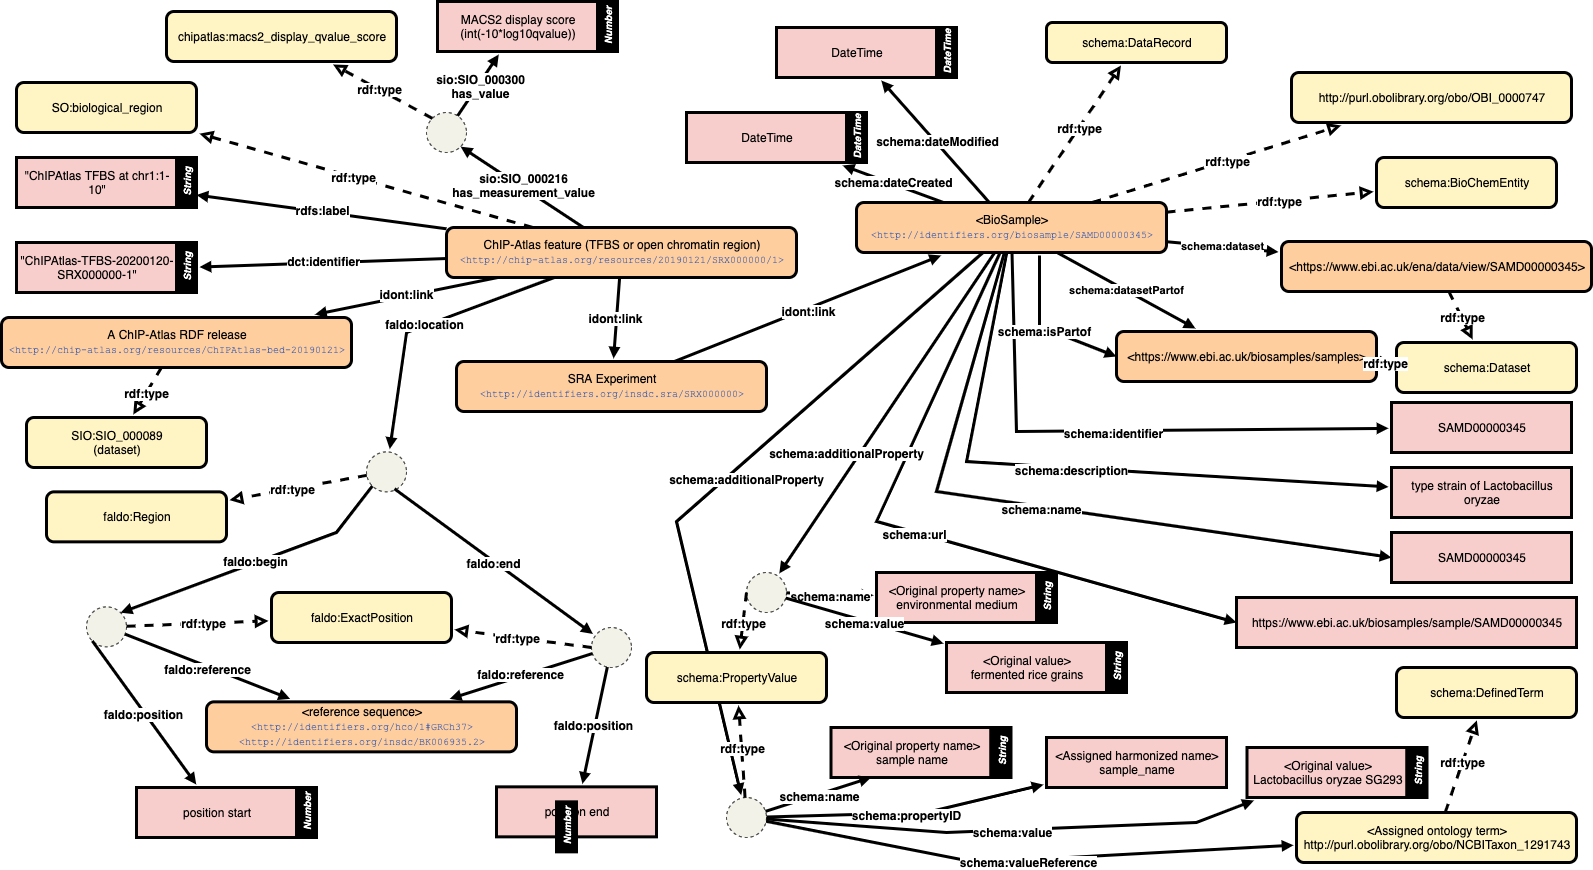 MACS2 display score
(int(-10*log10qvalue))
Number
chipatlas:macs2_display_qvalue_score
rdf:type
sio:SIO_000300
has_value
SO:biological_region
rdf:type
sio:SIO_000216
has_measurement_value
"ChIPAtlas TFBS at chr1:1-
10"
String
rdfs:label
"ChIPAtlas-TFBS-20200120-
SRX000000-1"
String
dct:identifier
ChIP-Atlas feature (TFBS or open chromatin region)
<http://chip-atlas.org/resources/20190121/SRX000000/1>
idont:link
faldo:location
idont:link
A ChIP-Atlas RDF release
<http://chip-atlas.org/resources/ChIPAtlas-bed-20190121>
rdf:type
SIO:SIO_000089
(dataset)
SRA Experiment
<http://identifiers.org/insdc.sra/SRX000000>
idont:link
faldo:Region
rdf:type
faldo:begin
faldo:end
rdf:type
faldo:ExactPosition
rdf:type
faldo:reference
faldo:reference
<reference sequence>
<http://identifiers.org/hco/1#GRCh37>
<http://identifiers.org/insdc/BK006935.2>
faldo:position
faldo:position
position start
Number
position end
Number
DateTime
DateTime
DateTime
DateTime
schema:dateModified
schema:dateCreated
schema:DataRecord
rdf:type
http://purl.obolibrary.org/obo/OBI_0000747
rdf:type
schema:BioChemEntity
rdf:type
<BioSample>
<http://identifiers.org/biosample/SAMD00000345>
schema:dataset
<https://www.ebi.ac.uk/ena/data/view/SAMD00000345>
rdf:type
schema:datasetPartof
schema:isPartof
<https://www.ebi.ac.uk/biosamples/samples>
rdf:type
schema:Dataset
schema:identifier
SAMD00000345
schema:description
type strain of Lactobacillus
oryzae
schema:name
SAMD00000345
schema:url
https://www.ebi.ac.uk/biosamples/sample/SAMD00000345
schema:additionalProperty
schema:additionalProperty
schema:name
<Original property name>
environmental medium
String
rdf:type
schema:value
<Original value>
fermented rice grains
String
schema:PropertyValue
rdf:type
schema:name
<Original property name>
sample name
String
schema:propertyID
<Assigned harmonized name>
sample_name
schema:value
<Original value>
Lactobacillus oryzae SG293
String
schema:valueReference
<Assigned ontology term>
http://purl.obolibrary.org/obo/NCBITaxon_1291743
rdf:type
schema:DefinedTerm